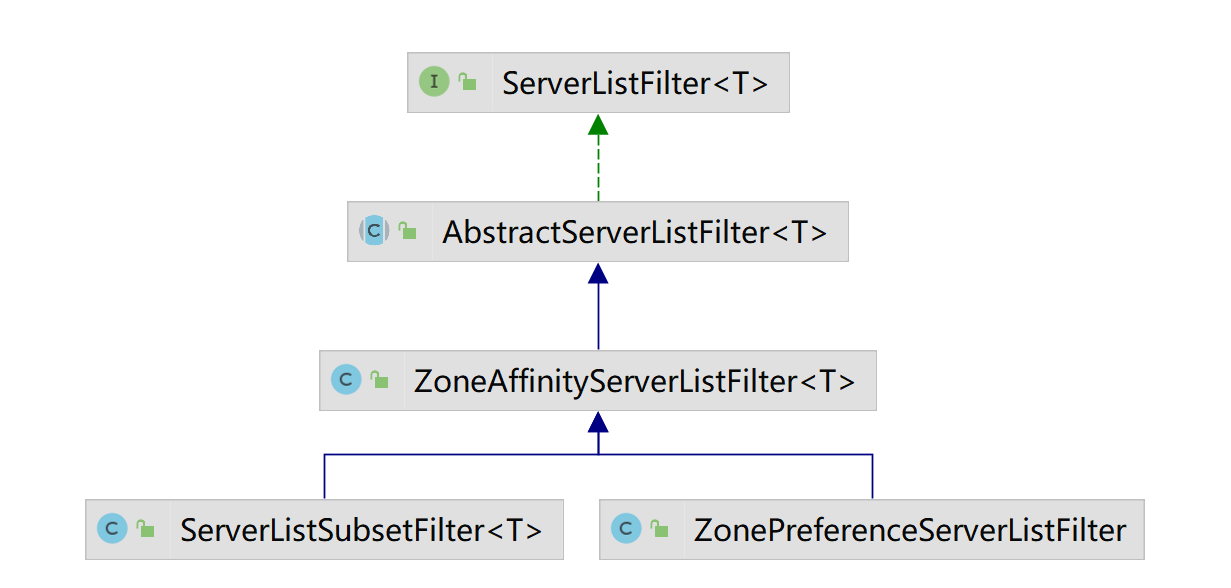 I ServerListFilter<T>
C AbstractServerListFilter<T>
C ZoneAffinityServerListFilter<T>
C ServerListSubsetFilter<T>
C ZonePreferenceServerListFilter